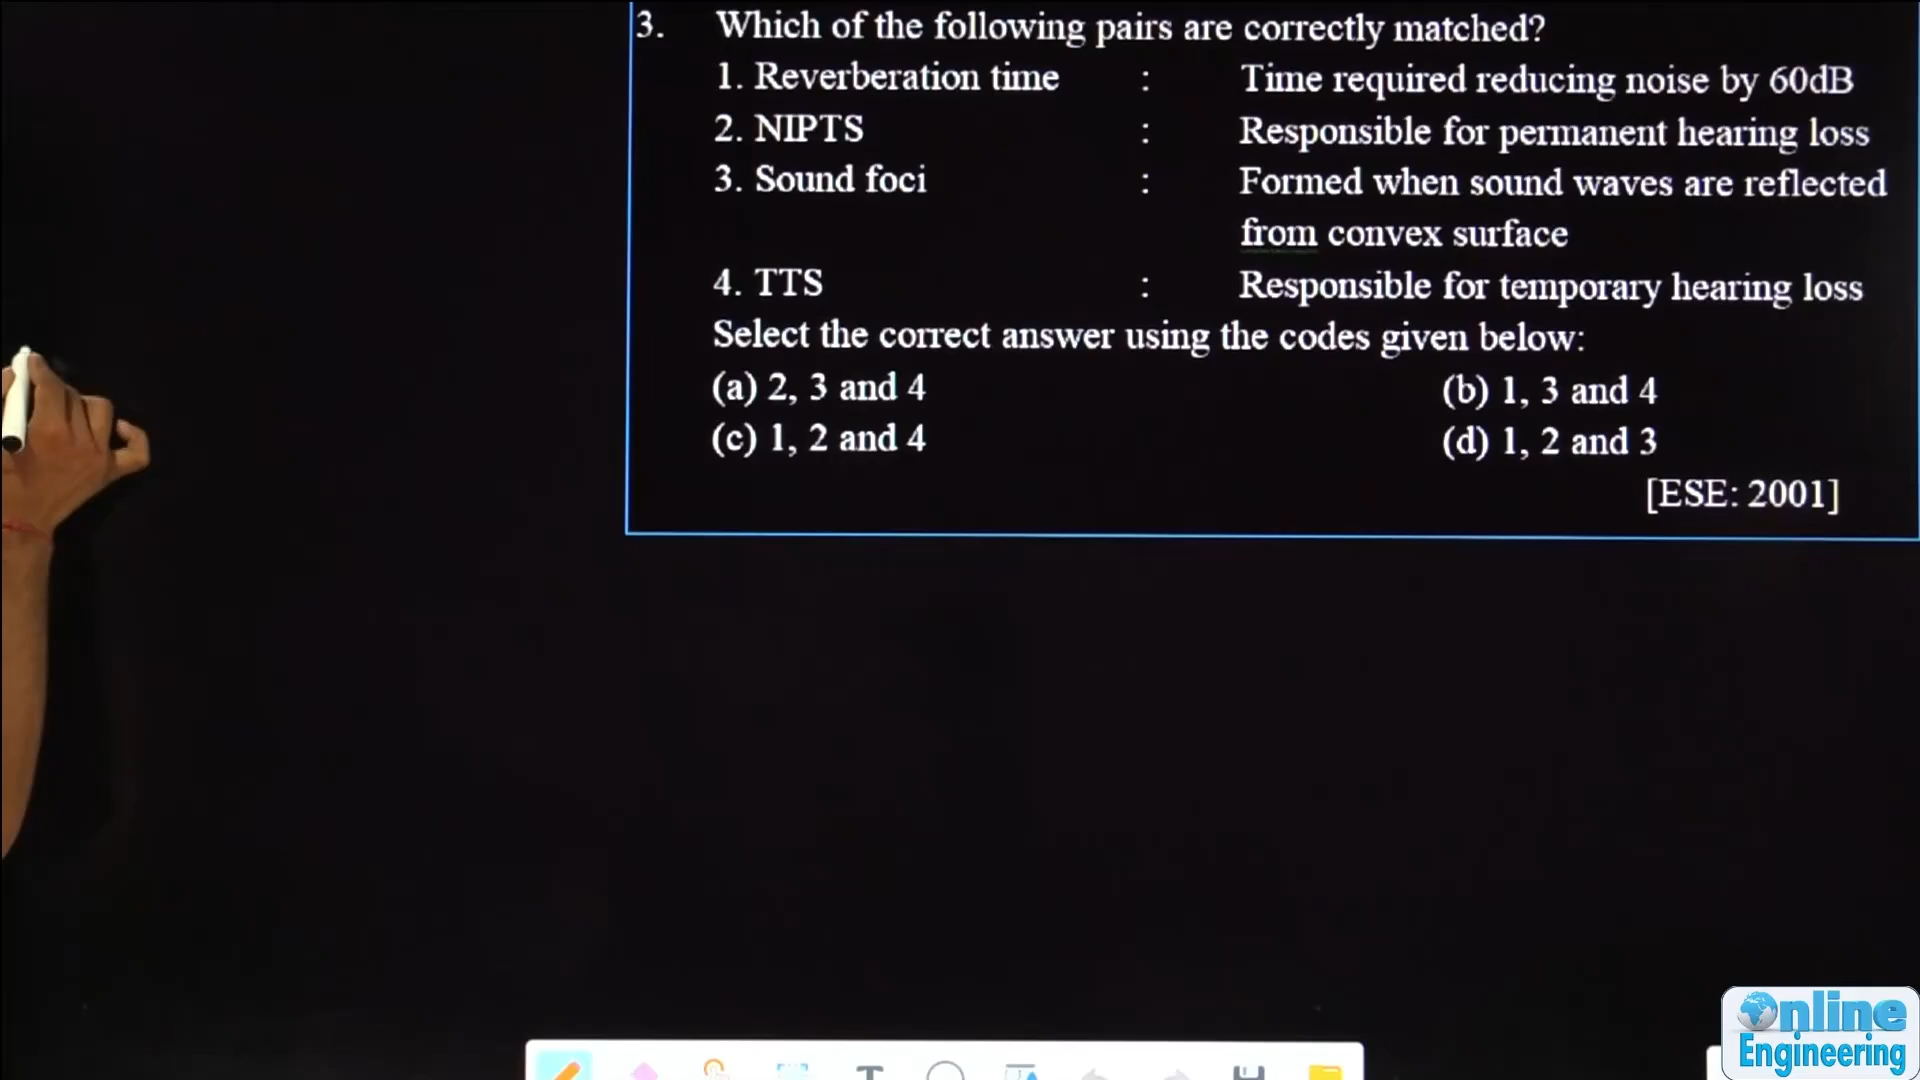 3. Which of the following pairs are correctly matched?
1. Reverberation time : Time required reducing noise by 60dB
2. NIPTS : Responsible for permanent hearing loss
3. Sound foci : Formed when sound waves are reflected
from convex surface
4. TTS : Responsible for temporary hearing loss
Select the correct answer using the codes given below:
(a) 2, 3 and 4 (b) 1, 3 and 4
(c) 1, 2 and 4 (d) 1, 2 and 3
[ESE: 2001]
T
Online
Engineering